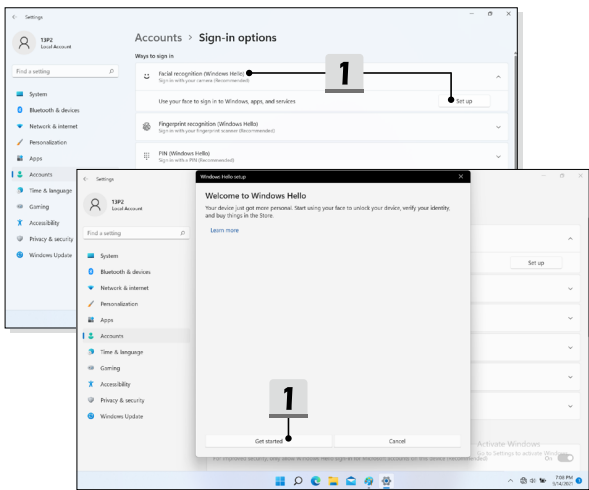 Settings
13P2
Local Account
Find a setting
System
Bluetooth & devices
Network & internet
Personalization
Apps
Accounts
Time & language
Gaming
Accessibility
Privacy & security
Windows Update
Accounts > Sign-in options
Ways to sign in
Facial recognition (Windows Hello)
Sign in with your camera (Recommended)
1
Use your face to sign in to Windows, apps, and services
Set up
Fingerprint recognition (Windows Hello)
Sign in with your fingerprint scanner (Recommended)
PIN (Windows Hello)
Sign in with a PIN (Recommended)
Settings
13P2
Local Account
Find a setting
System
Bluetooth & devices
Network & internet
Personalization
Apps
Accounts
Time & language
Gaming
Accessibility
Privacy & security
Windows Update
Windows Hello setup
Welcome to Windows Hello
Your device just got more personal. Start using your face to unlock your device, verify your identity,
and buy things in the Store.
Learn more
1
Get started
Cancel
Set up
Activate Windows
Go to Settings to activate
On
7:00 PM
5/14/2021